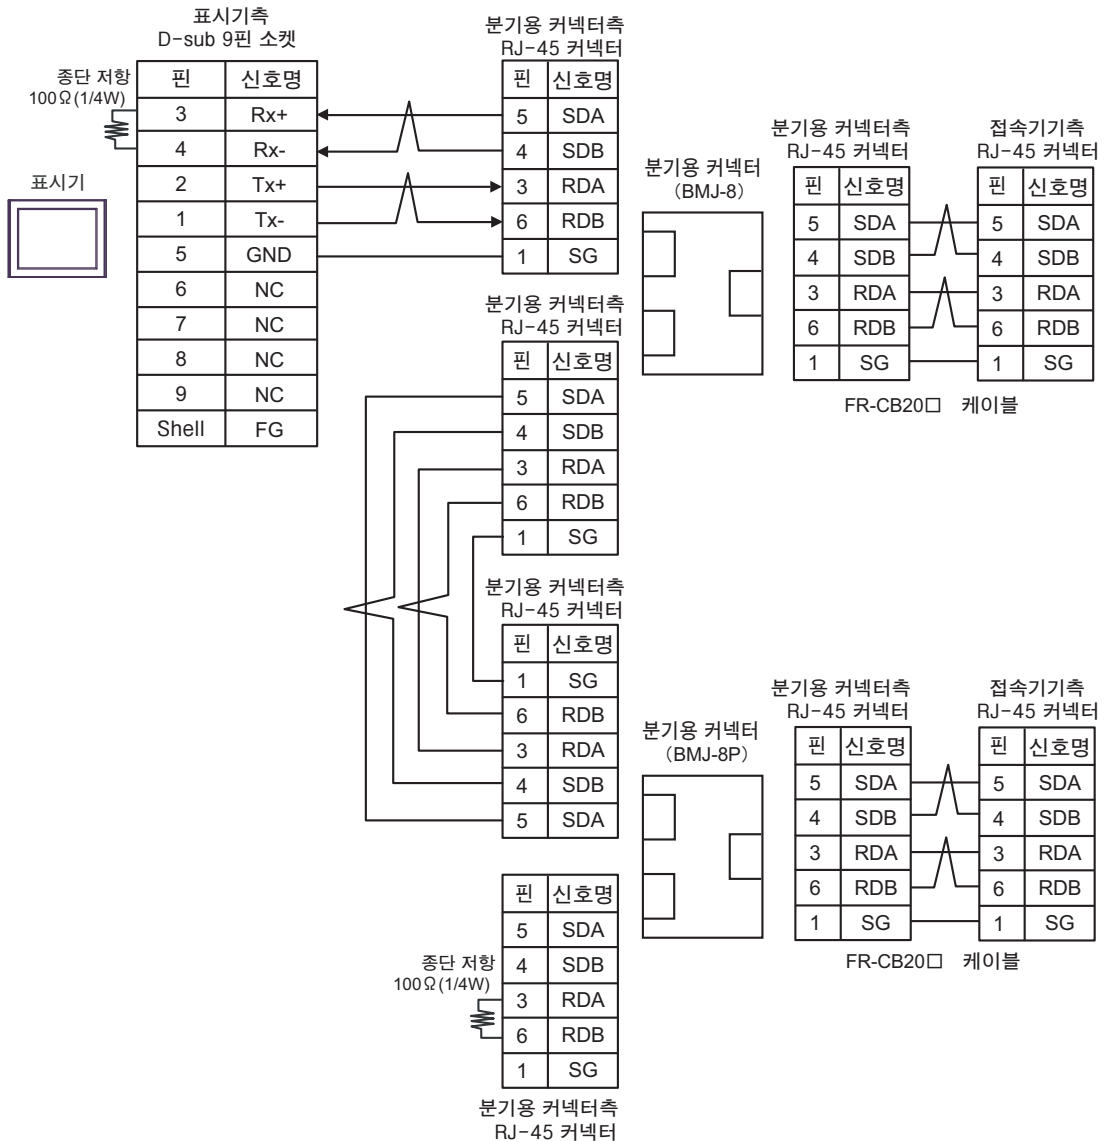 표시기측
D-sub 9핀 소켓
종단 저항
100Ω(1/4W)
핀 신호명
3 Rx+
4 Rx-
2 Tx+
1 Tx-
5 GND
6 NC
7 NC
8 NC
9 NC
Shell FG
표시기
분기용 커넥터측
RJ-45 커넥터
핀 신호명
5 SDA
4 SDB
3 RDA
6 RDB
1 SG
분기용 커넥터
(BMJ-8)
분기용 커넥터측
RJ-45 커넥터
핀 신호명
5 SDA
4 SDB
3 RDA
6 RDB
1 SG
접속기기측
RJ-45 커넥터
핀 신호명
5 SDA
4 SDB
3 RDA
6 RDB
1 SG
FR-CB20□ 케이블
분기용 커넥터측
RJ-45 커넥터
핀 신호명
5 SDA
4 SDB
3 RDA
6 RDB
1 SG
분기용 커넥터측
RJ-45 커넥터
핀 신호명
1 SG
6 RDB
3 RDA
4 SDB
5 SDA
분기용 커넥터
(BMJ-8P)
분기용 커넥터측
RJ-45 커넥터
핀 신호명
5 SDA
4 SDB
3 RDA
6 RDB
1 SG
접속기기측
RJ-45 커넥터
핀 신호명
5 SDA
4 SDB
3 RDA
6 RDB
1 SG
FR-CB20□ 케이블
종단 저항
100Ω(1/4W)
핀 신호명
5 SDA
4 SDB
3 RDA
6 RDB
1 SG
분기용 커넥터측
RJ-45 커넥터